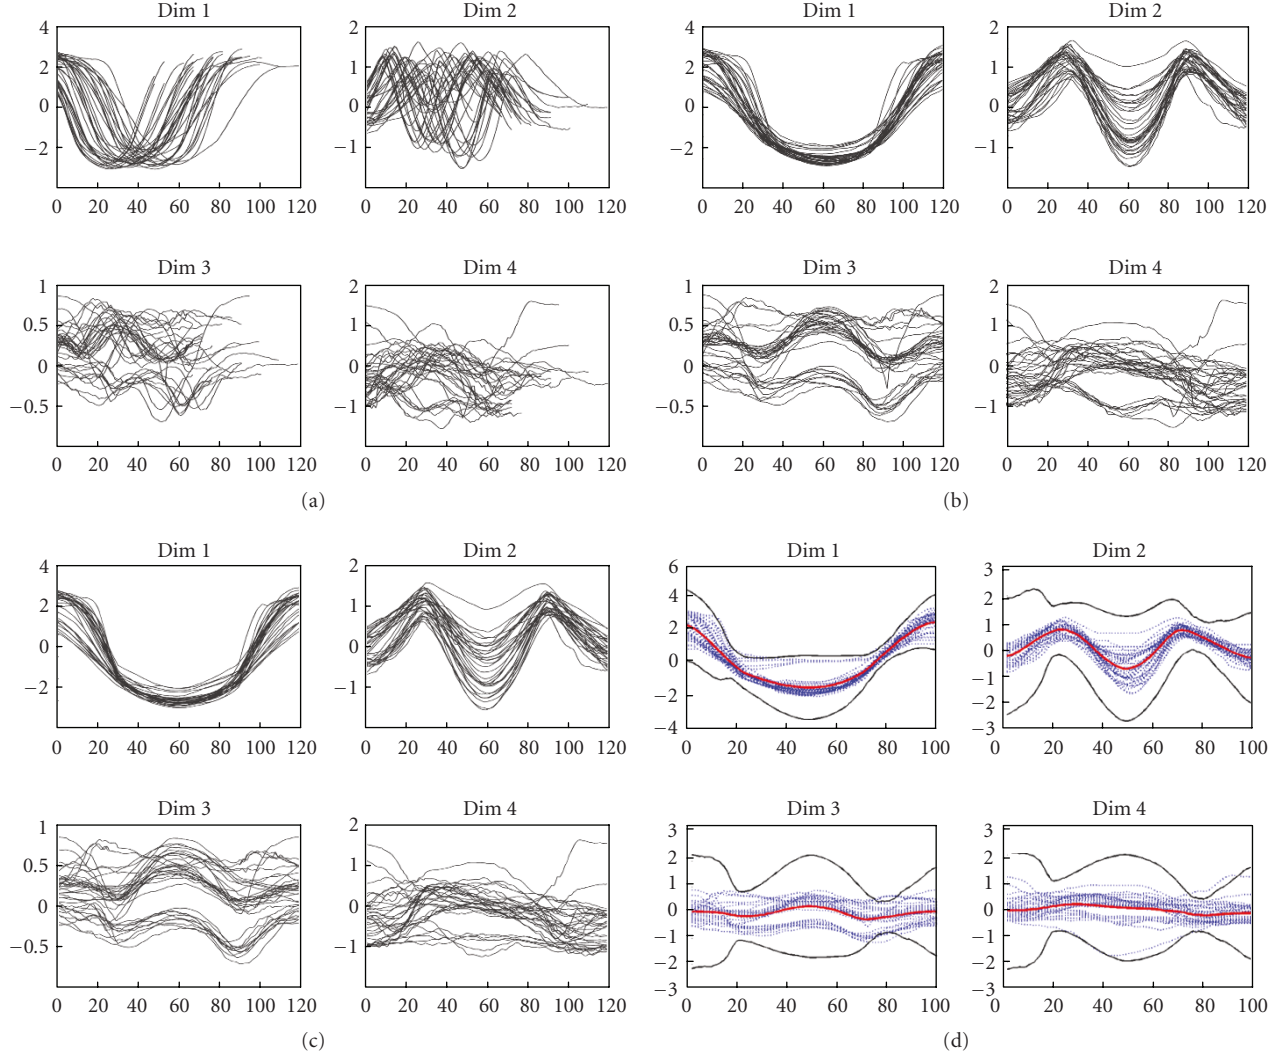 Dim 1 Dim 2 Dim 1 Dim 2
4 2 4 2
2 1 2 1
0 0 0 0
−2 −1 −2 −1
0 20 40 60 80 100 120 0 20 40 60 80 100 120 0 20 40 60 80 100 120 0 20 40 60 80 100 120
Dim 3 Dim 4 Dim 3 Dim 4
1 2 1 2
0.5 1 0.5 1
0 0 0 0
−0.5 −1 −0.5 −1
0 20 40 60 80 100 120 0 20 40 60 80 100 120 0 20 40 60 80 100 120 0 20 40 60 80 100 120
(a) (b)
Dim 1 Dim 2 Dim 1 Dim 2
4 2 6 3
2 1 4 2
0 0 2 1
−2 −1 0 0
−2 −1
−4 −2
−3
0 20 40 60 80 100 120 0 20 40 60 80 100 120 0 20 40 60 80 100 0 20 40 60 80 100
Dim 3 Dim 4 Dim 3 Dim 4
1 2 3 3
0.5 1 2 2
0 0 1 1
−0.5 −1 0 0
−1 −1
−2 −2
−3 −3
0 20 40 60 80 100 120 0 20 40 60 80 100 120 0 20 40 60 80 100 0 20 40 60 80 100
(c) (d)